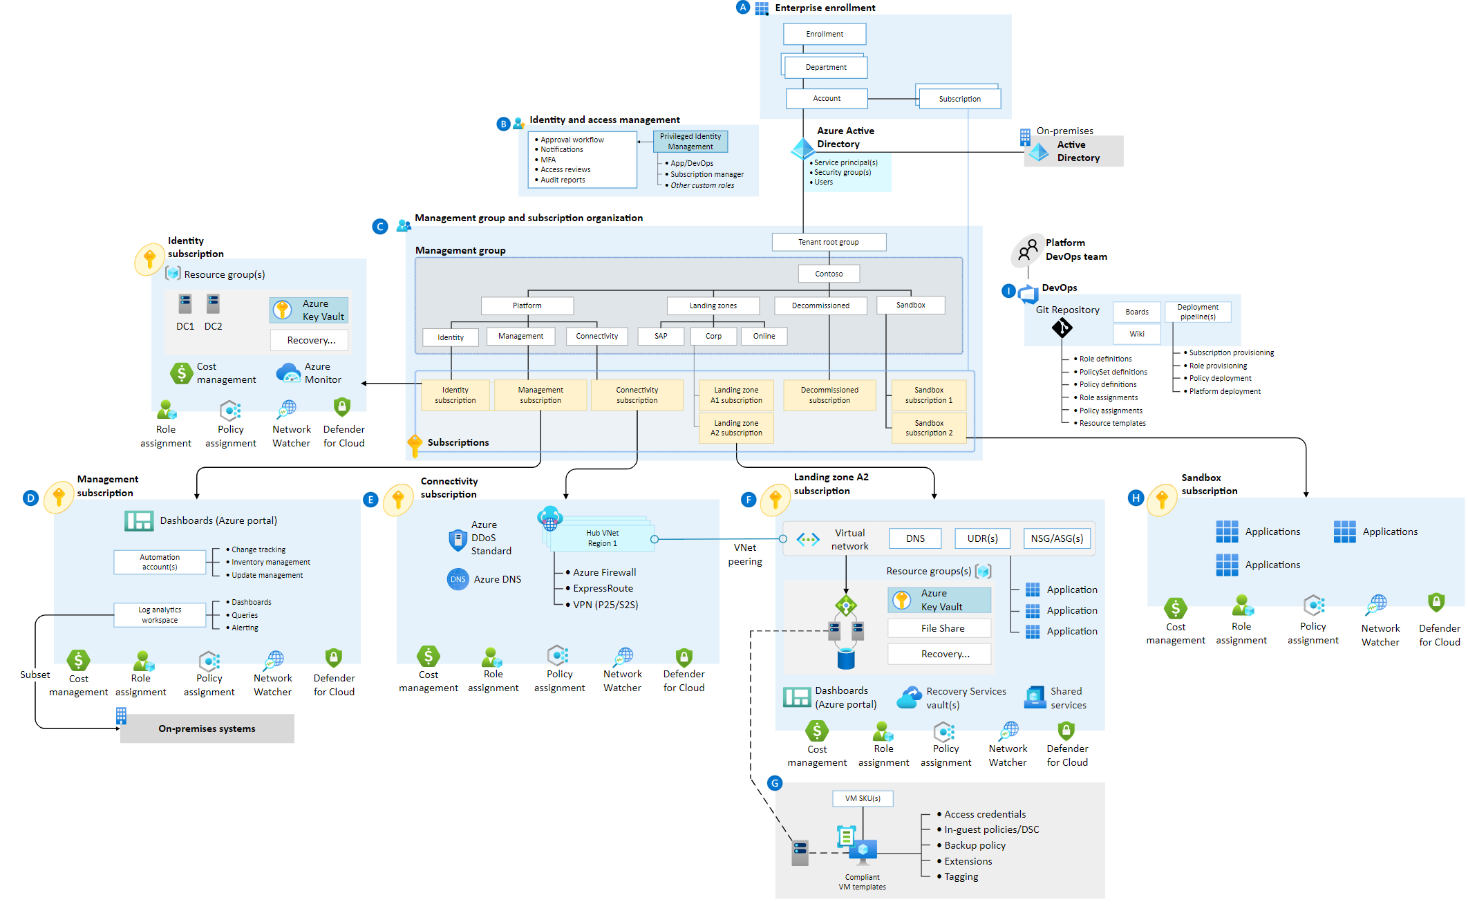 A
Enterprise enrollment
Enrollment
Department
Account
Subscription
B
Identity and access management
• Approval workflow
• Notifications
• MFA
• Access reviews
• Audit reports
Privileged Identity
Management
• App/DevOps
• Subscription manager
• Other custom roles
Azure Active
Directory
• Service principal(s)
• Security group(s)
• Users
On-premises
Active
Directory
C
Management group and subscription organization
Management group
Tenant root group
Contoso
Platform
Landing zones
Decommissioned
Sandbox
Identity
Management
Connectivity
SAP
Corp
Online
Identity
subscription
Management
subscription
Connectivity
subscription
Landing zone
A1 subscription
Landing zone
A2 subscription
Decommissioned
subscription
Sandbox
subscription 1
Sandbox
subscription 2
Subscriptions
Identity
subscription
Resource group(s)
DC1
DC2
Azure
Key Vault
Recovery...
Cost
management
Azure
Monitor
Role
assignment
Policy
assignment
Network
Watcher
Defender
for Cloud
Platform
DevOps team
I
DevOps
Git Repository
Boards
Wiki
Deployment
pipeline(s)
• Role definitions
• PolicySet definitions
• Policy definitions
• Role assignments
• Policy assignments
• Resource templates
• Subscription provisioning
• Role provisioning
• Policy deployment
• Platform deployment
D
Management
subscription
Dashboards (Azure portal)
Automation
account(s)
• Change tracking
• Inventory management
• Update management
Log analytics
workspace
• Dashboards
• Queries
• Alerting
Subset
Cost
management
Role
assignment
Policy
assignment
Network
Watcher
Defender
for Cloud
On-premises systems
E
Connectivity
subscription
Azure
DDoS
Standard
DNS
Azure DNS
Hub VNet
Region 1
• Azure Firewall
• ExpressRoute
• VPN (P2S/S2S)
VNet
peering
Cost
management
Role
assignment
Policy
assignment
Network
Watcher
Defender
for Cloud
F
Landing zone A2
subscription
Virtual
network
DNS
UDR(s)
NSG/ASG(s)
Resource groups(s)
Azure
Key Vault
File Share
Recovery...
Application
Application
Application
Dashboards
(Azure portal)
Recovery Services
vault(s)
Shared
services
Cost
management
Role
assignment
Policy
assignment
Network
Watcher
Defender
for Cloud
G
VM SKU(s)
Compliant
VM templates
• Access credentials
• In-guest policies/DSC
• Backup policy
• Extensions
• Tagging
H
Sandbox
subscription
Applications
Applications
Applications
Cost
management
Role
assignment
Policy
assignment
Network
Watcher
Defender
for Cloud